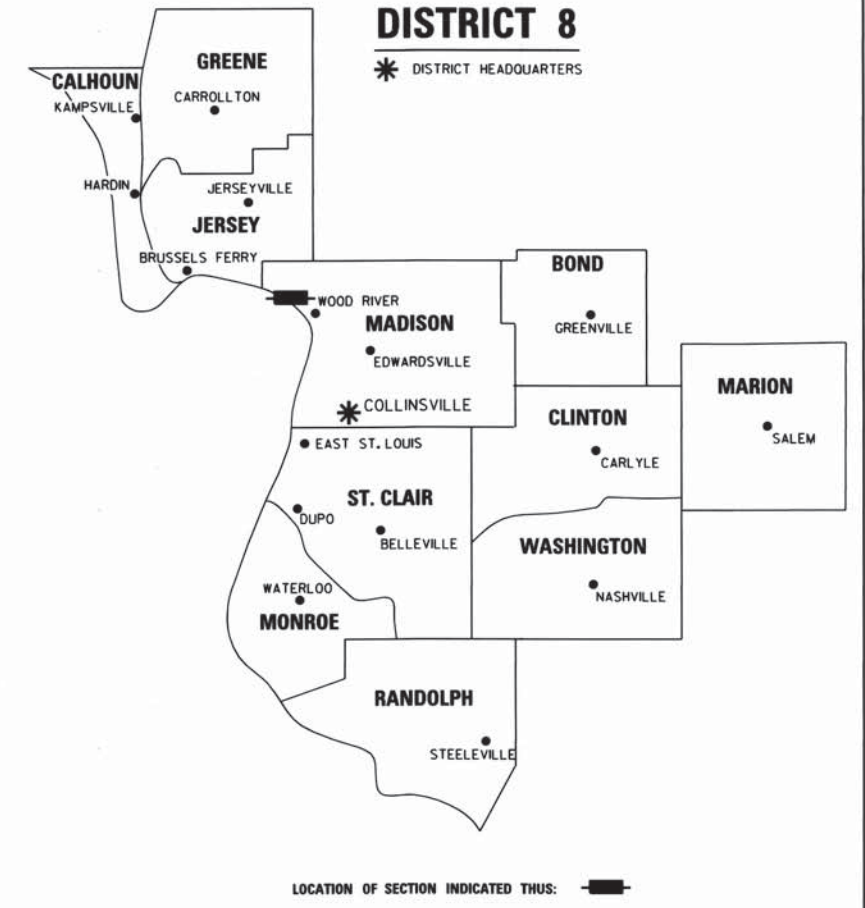 DISTRICT 8
DISTRICT HEADQUARTERS
GREENE
CALHOUN
KAMPSVILLE
CARROLLTON
HARDIN
JERSEYVILLE
JERSEY
BRUSSELS FERRY
BOND
WOOD RIVER
MADISON
GREENVILLE
EDWARDSVILLE
MARION
COLLINSVILLE
CLINTON
SALEM
EAST ST. LOUIS
CARLYLE
ST. CLAIR
DUPO
BELLEVILLE
WASHINGTON
WATERLOO
NASHVILLE
MONROE
RANDOLPH
STEELEVILLE
LOCATION OF SECTION INDICATED THUS: